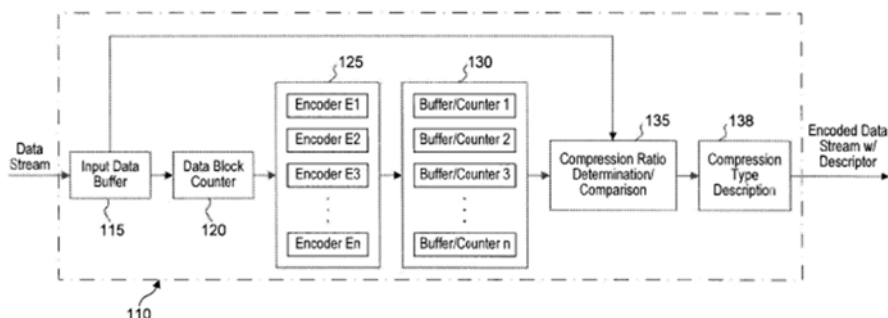 125
130
Encoder E1
Encoder E2
Encoder E3
Encoder En
Buffer/Counter 1
Buffer/Counter 2
Buffer/Counter 3
Buffer/Counter n
Data
Stream
Input Data
Buffer
115
Data Block
Counter
120
135
Compression Ratio
Determination/
Comparison
138
Compression
Type
Description
Encoded Data
Stream w/
Descriptor
110